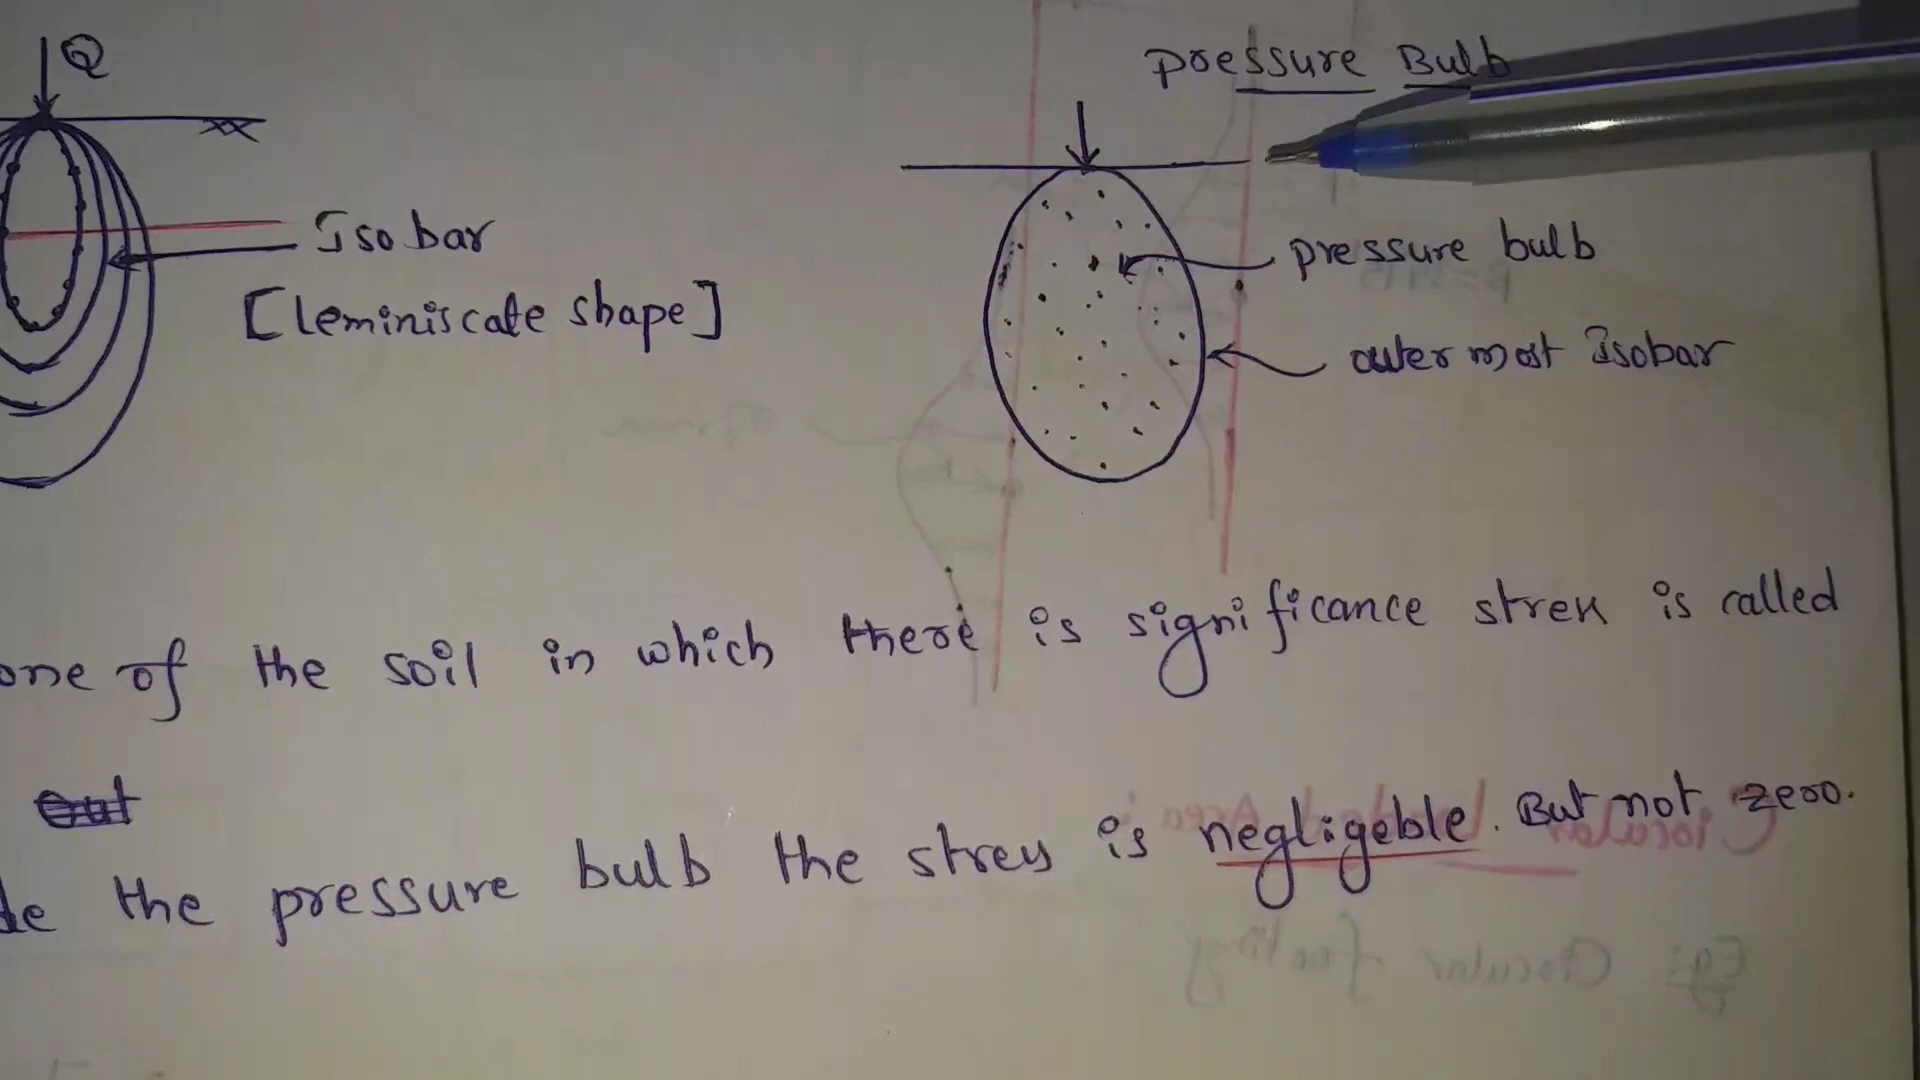 Q
pressure Bulb
Isobar
[leminiscate shape]
pressure bulb
outer most Isobar
one of the soil in which there is significance stress is called
de the pressure bulb the stress is negligeble. But not zero.